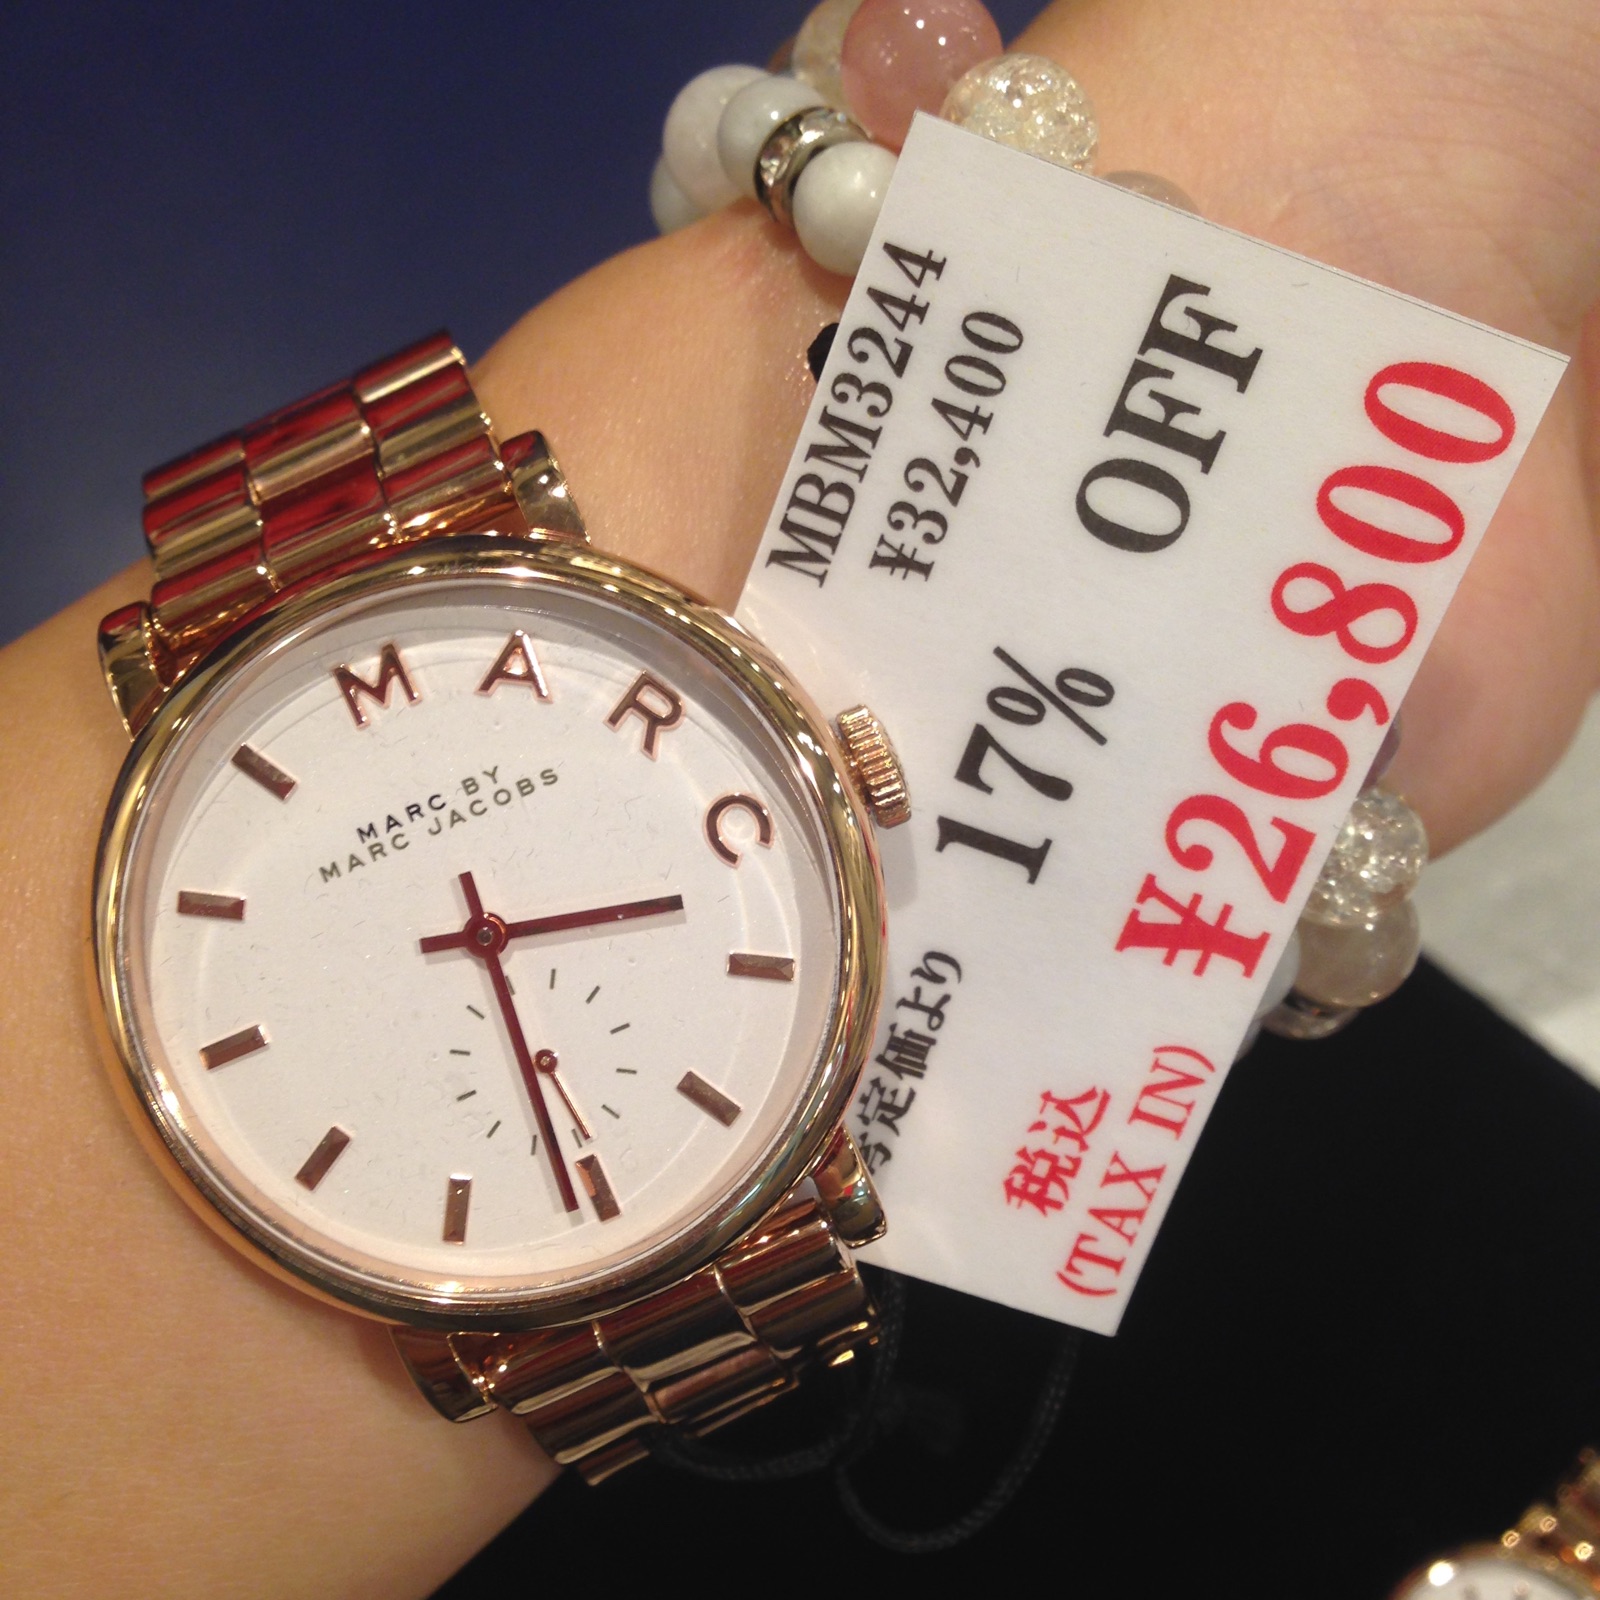 M A R C
MARC BY
MARC JACOBS
MBM3244
¥32,400
定価より
17% OFF
¥26,800
税込
(TAX IN)